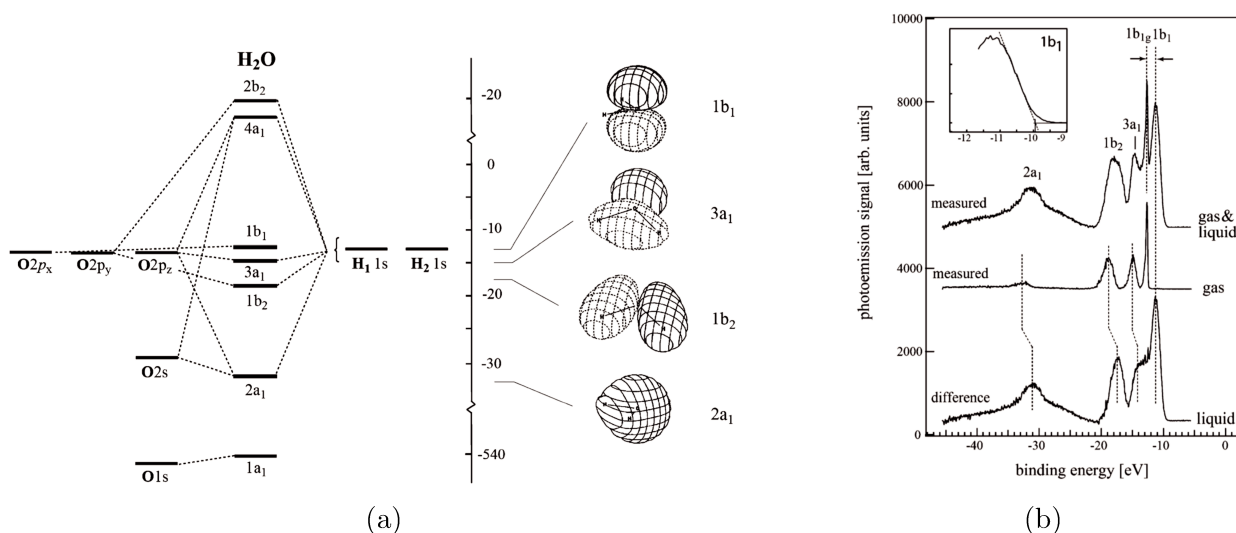 H₂O
2b₂
4a₁
1b₁
3a₁
1b₂
2a₁
1a₁
O2pₓ
O2p_y
O2p_z
O2s
O1s
H₁ 1s
H₂ 1s
-20
0
-10
-20
-30
-540
1b₁
3a₁
1b₂
2a₁
(a)
10000
8000
6000
4000
2000
0
photoemission signal [arb. units]
1b₁
-12
-11
-10
-9
1b₁g 1b₁
3a₁
1b₂
2a₁
measured
gas&
liquid
measured
gas
difference
liquid
-40
-30
-20
-10
0
binding energy [eV]
(b)